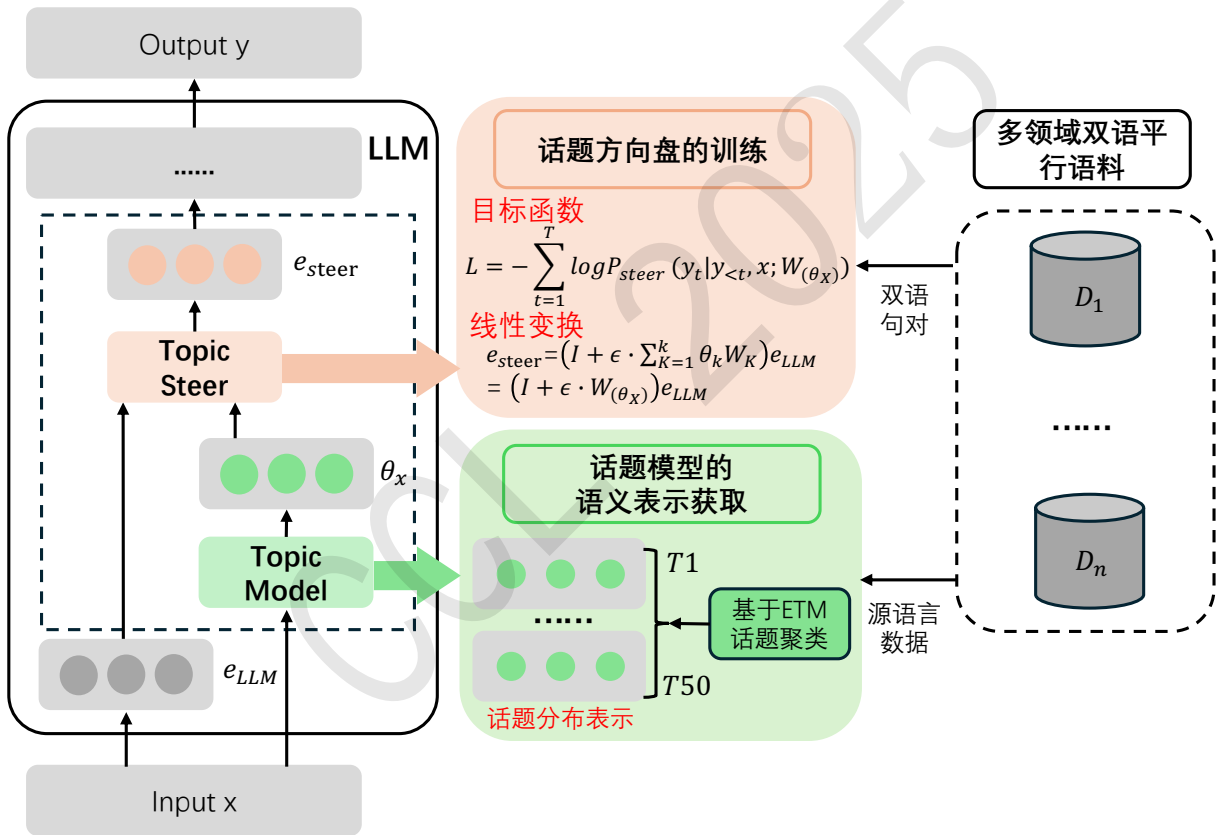 Output y
LLM
......
e_steer
Topic
Steer
θ_x
Topic
Model
e_LLM
Input x
话题方向盘的训练
目标函数
L = −∑_{t=1}^{T} logP_{steer} (y_t|y_{<t}, x; W_{(θ_X)})
线性变换
e_steer=(I + ϵ · ∑_{K=1}^{k} θ_k W_K)e_LLM
= (I + ϵ · W_{(θ_X)})e_LLM
话题模型的
语义表示获取
T1
......
T50
话题分布表示
基于ETM
话题聚类
双语
句对
源语言
数据
多领域双语平
行语料
D_1
......
D_n
CCL 2025